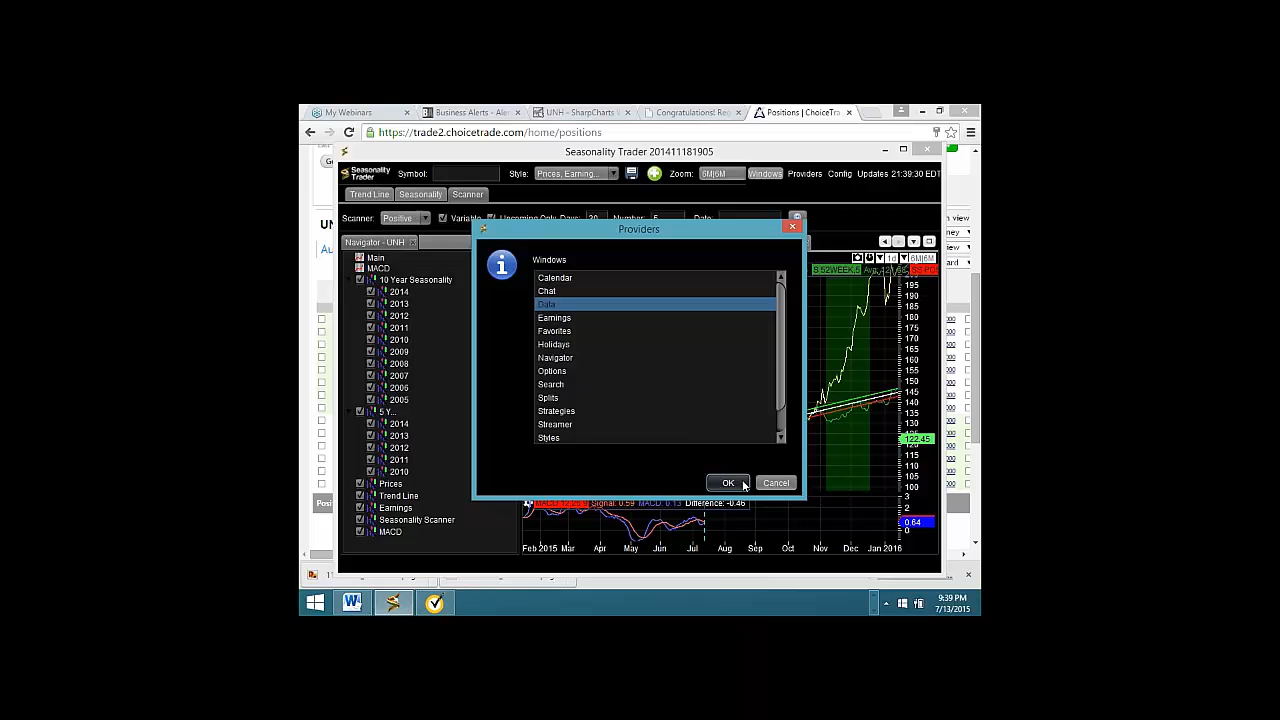 My Webinars
Business Alerts - Ale
UNH - SharpCharts W
Congratulations! Reg
Positions | ChoiceTra
https://trade2.choicetrade.com/home/positions
Seasonality Trader 201411181905
Seasonality Trader
Symbol:
Style: Prices, Earning...
Zoom: 6M|6M
Windows
Providers
Config
Updates 21:39:30 EDT
Trend Line
Seasonality
Scanner
Scanner: Positive
Variable
Upcoming Only
Days: 30
Number: 5
Date:
UN
Au
Navigator - UNH
Main
MACD
10 Year Seasonality
2014
2013
2012
2011
2010
2009
2008
2007
2006
2005
5 Y...
2014
2013
2012
2011
2010
Prices
Trend Line
Earnings
Seasonality Scanner
MACD
Providers
Windows
Calendar
Chat
Data
Earnings
Favorites
Holidays
Navigator
Options
Search
Splits
Strategies
Streamer
Styles
OK
Cancel
1d
6M|6M
195
190
185
180
175
170
165
160
155
150
145
140
135
130
122.45
115
110
105
100
3
2
0.64
0
Signal: 0.59
MACD: 0.13
Difference: -0.46
Feb 2015
Mar
Apr
May
Jun
Jul
Aug
Sep
Oct
Nov
Dec
Jan 2016
9:39 PM
7/13/2015